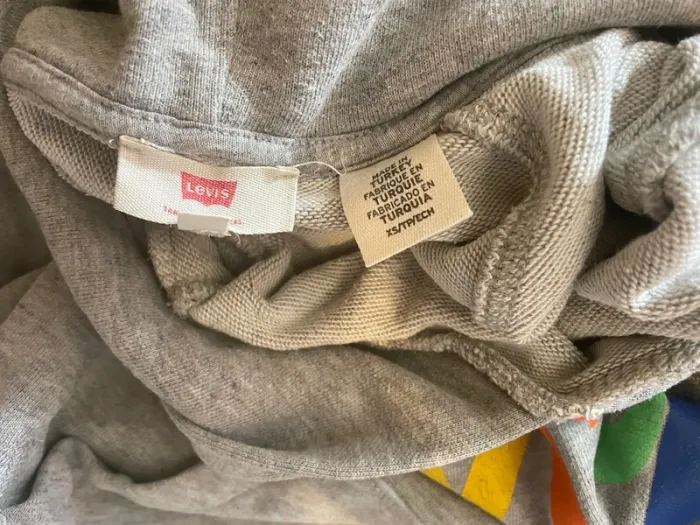 Levi's
MADE IN
TURKEY
FABRIQUÉ EN
TURQUIE
FABRICADO EN
TURQUIA
XS/TP/ECH